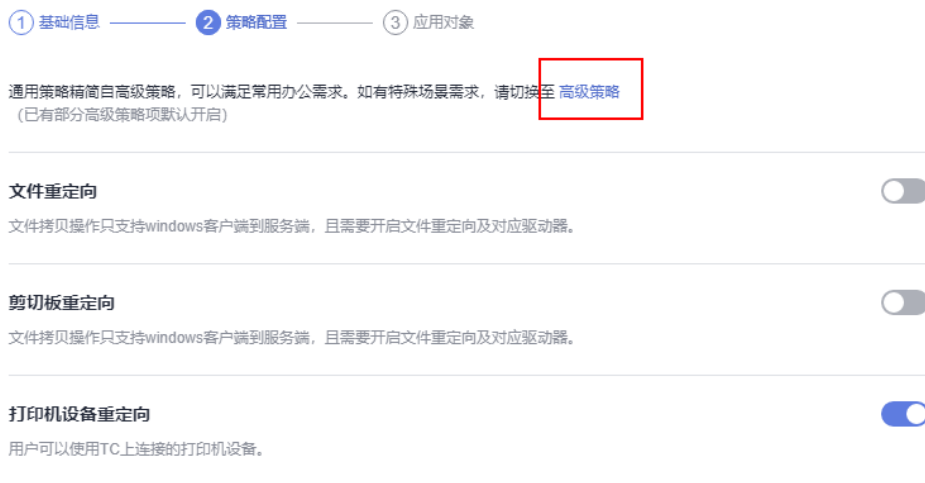 1 基础信息 2 策略配置 3 应用对象
通用策略精简自高级策略，可以满足常用办公需求。如有特殊场景需求，请切换至 高级策略
（已有部分高级策略项默认开启）
文件重定向
文件拷贝操作只支持windows客户端到服务端，且需要开启文件重定向及对应驱动器。
剪切板重定向
文件拷贝操作只支持windows客户端到服务端，且需要开启文件重定向及对应驱动器。
打印机设备重定向
用户可以使用TC上连接的打印机设备。